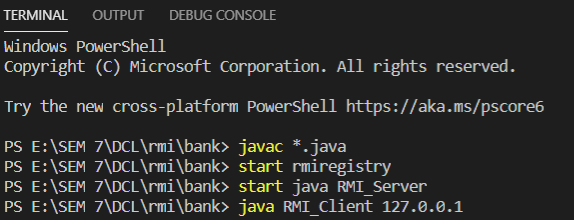 TERMINAL OUTPUT DEBUG CONSOLE
Windows PowerShell
Copyright (C) Microsoft Corporation. All rights reserved.
Try the new cross-platform PowerShell https://aka.ms/pscore6
PS E:\SEM 7\DCL\rmi\bank> javac *.java
PS E:\SEM 7\DCL\rmi\bank> start rmiregistry
PS E:\SEM 7\DCL\rmi\bank> start java RMI_Server
PS E:\SEM 7\DCL\rmi\bank> java RMI_Client 127.0.0.1